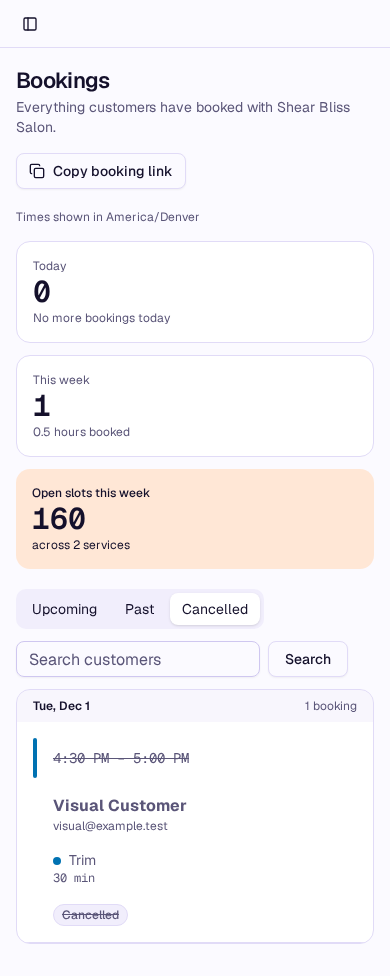 Bookings
Everything customers have booked with Shear Bliss
Salon.
Copy booking link
Times shown in America/Denver
Today
0
No more bookings today
This week
1
0.5 hours booked
Open slots this week
160
across 2 services
Upcoming Past Cancelled
Search customers Search
Tue, Dec 1 1 booking
4:30 PM – 5:00 PM
Visual Customer
visual@example.test
Trim
30 min
Cancelled